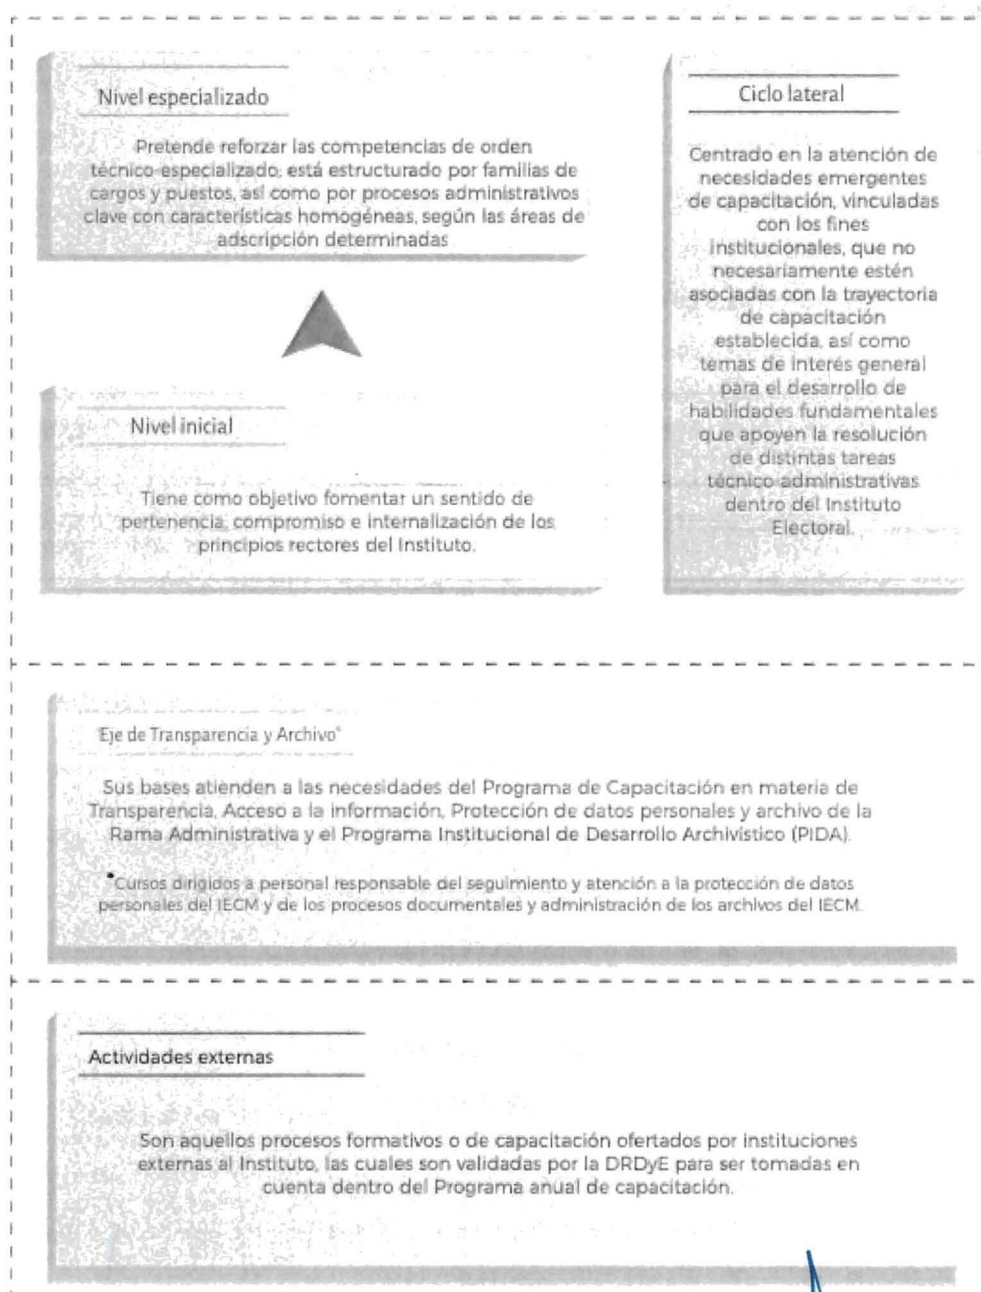 Nivel especializado
Pretende reforzar las competencias de orden
técnico-especializado, está estructurado por familias de
cargos y puestos, así como por procesos administrativos
clave con características homogéneas, según las áreas de
adscripción determinadas
Nivel inicial
Tiene como objetivo fomentar un sentido de
pertenencia, compromiso e internalización de los
principios rectores del Instituto.
Ciclo lateral
Centrado en la atención de
necesidades emergentes
de capacitación, vinculadas
con los fines
institucionales, que no
necesariamente estén
asociadas con la trayectoria
de capacitación
establecida, así como
temas de interés general
para el desarrollo de
habilidades fundamentales
que apoyen la resolución
de distintas tareas
técnico administrativas
dentro del Instituto
Electoral.
Eje de Transparencia y Archivo*
Sus bases atienden a las necesidades del Programa de Capacitación en materia de
Transparencia, Acceso a la información, Protección de datos personales y archivo de la
Rama Administrativa y el Programa Institucional de Desarrollo Archivístico (PIDA).
*Cursos dirigidos a personal responsable del seguimiento y atención a la protección de datos
personales del IECM y de los procesos documentales y administración de los archivos del IECM.
Actividades externas
Son aquellos procesos formativos o de capacitación ofertados por instituciones
externas al Instituto, las cuales son validadas por la DRDyE para ser tomadas en
cuenta dentro del Programa anual de capacitación.